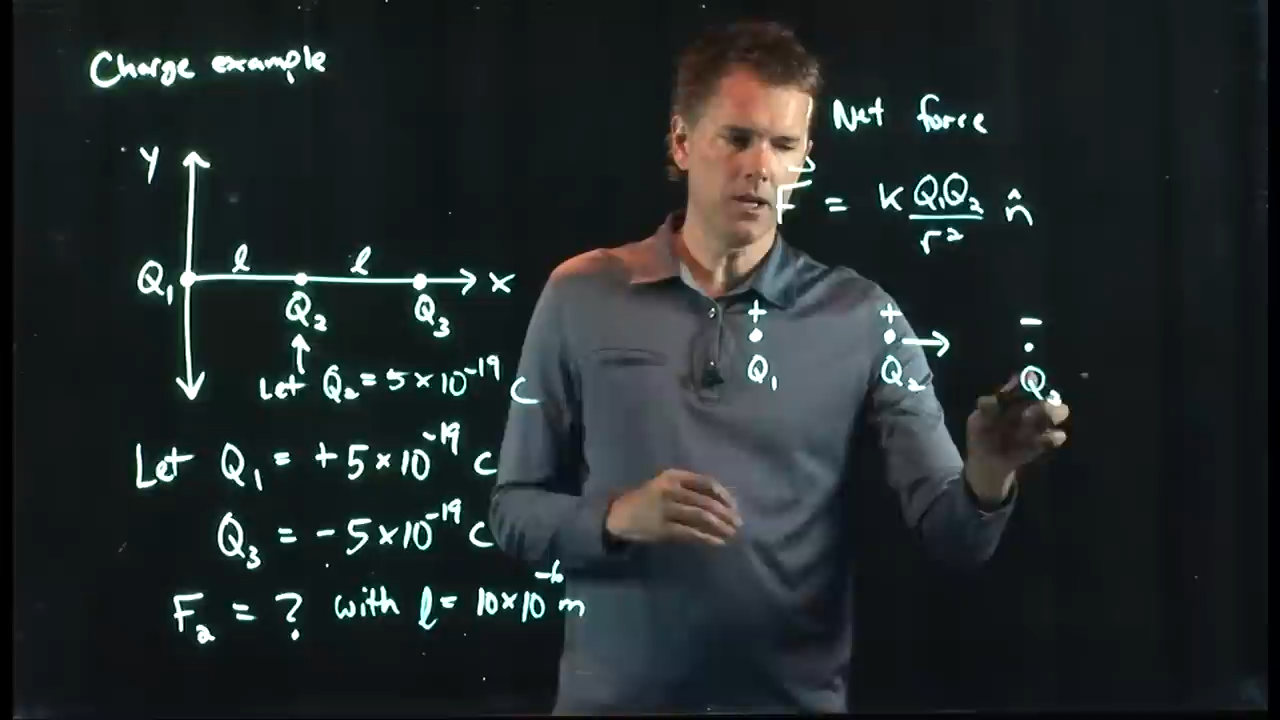 Charge example
Y
l l
Q₁ Q₂ Q₃ x
Let Q₂ = 5×10⁻¹⁹ C
Let Q₁ = +5×10⁻¹⁹ C
Q₃ = -5×10⁻¹⁹ C
F₂ = ? with l = 10×10⁻⁶ m
Net force
F⃗ = K Q₁Q₂/r² n̂
+ + −
Q₁ Q₂ Q₃